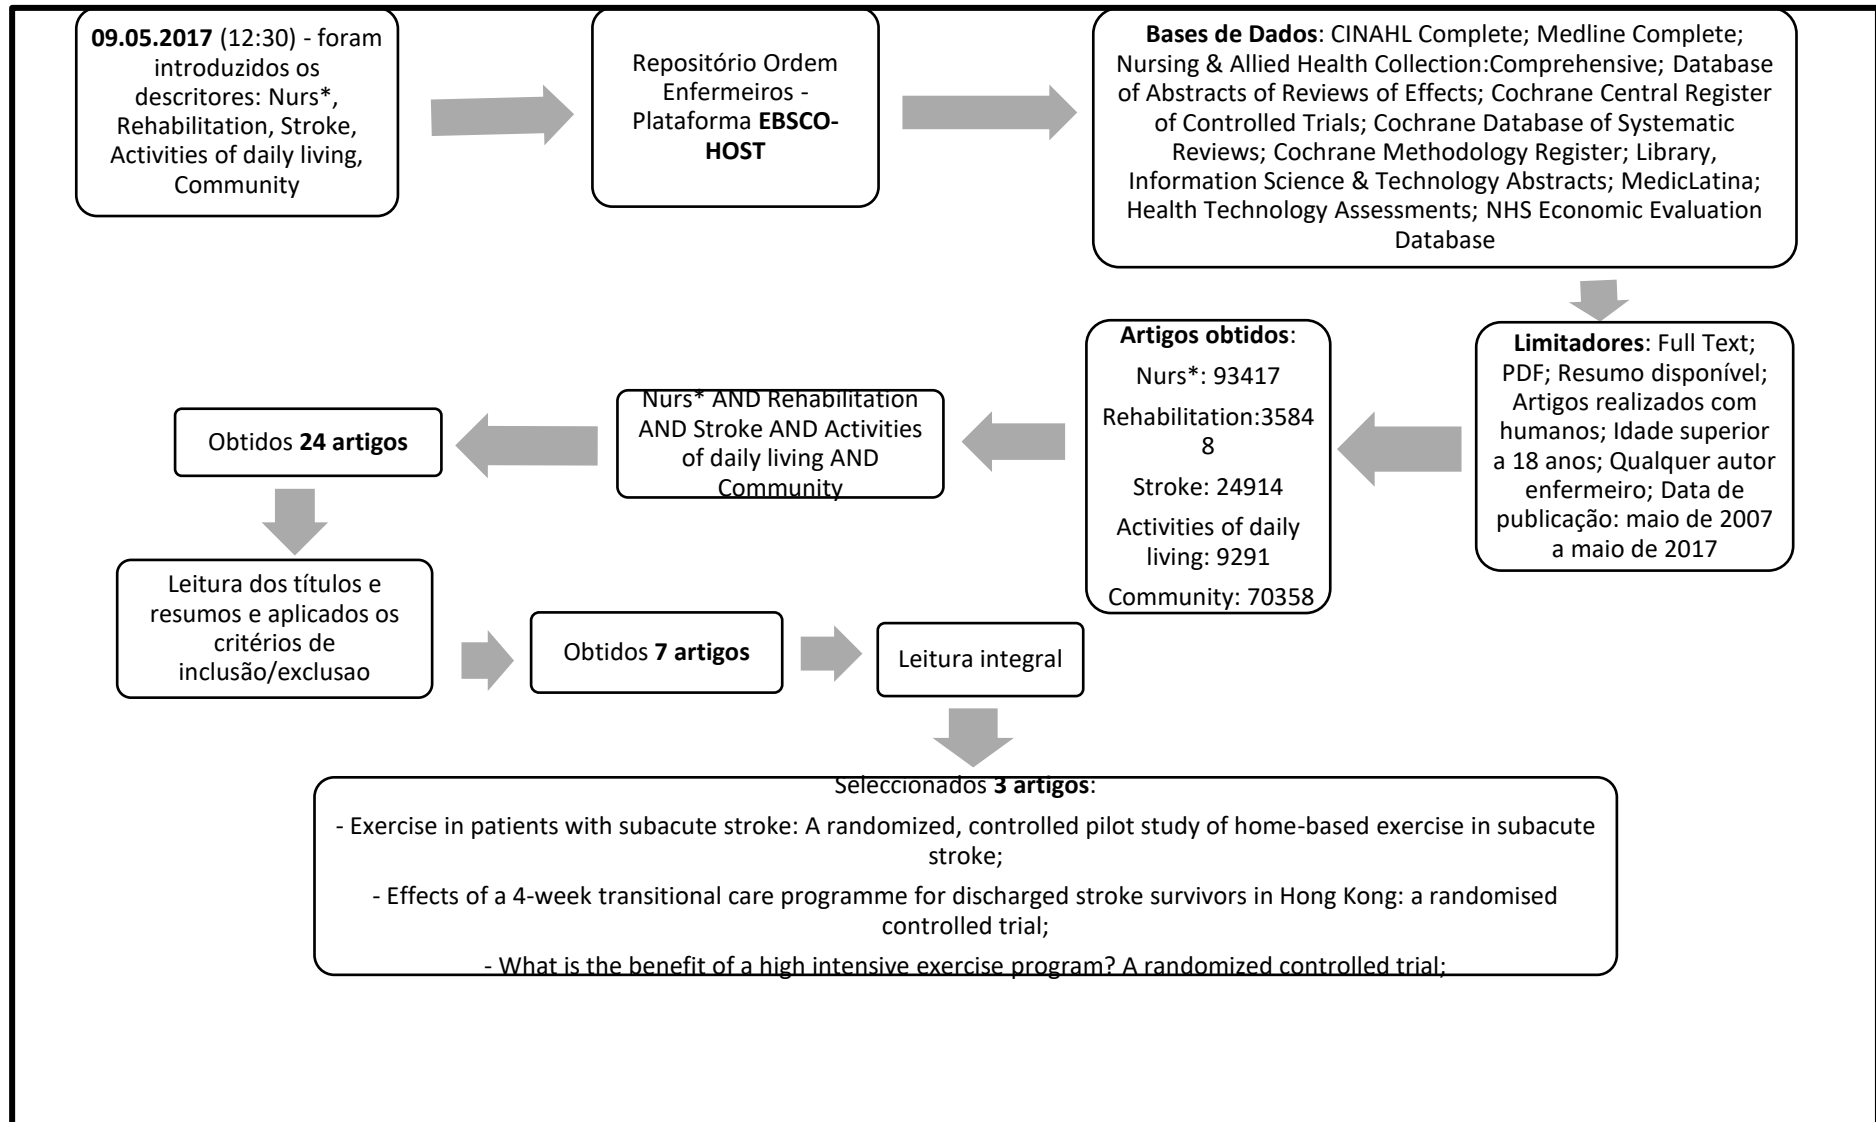 09.05.2017 (12:30) - foram
introduzidos os
descritores: Nurs*,
Rehabilitation, Stroke,
Activities of daily living,
Community
Repositório Ordem
Enfermeiros -
Plataforma EBSCO-
HOST
Bases de Dados: CINAHL Complete; Medline Complete;
Nursing & Allied Health Collection:Comprehensive; Database
of Abstracts of Reviews of Effects; Cochrane Central Register
of Controlled Trials; Cochrane Database of Systematic
Reviews; Cochrane Methodology Register; Library,
Information Science & Technology Abstracts; MedicLatina;
Health Technology Assessments; NHS Economic Evaluation
Database
Limitadores: Full Text;
PDF; Resumo disponível;
Artigos realizados com
humanos; Idade superior
a 18 anos; Qualquer autor
enfermeiro; Data de
publicação: maio de 2007
a maio de 2017
Artigos obtidos:
Nurs*: 93417
Rehabilitation:3584
8
Stroke: 24914
Activities of daily
living: 9291
Community: 70358
Nurs* AND Rehabilitation
AND Stroke AND Activities
of daily living AND
Community
Obtidos 24 artigos
Leitura dos títulos e
resumos e aplicados os
critérios de
inclusão/exclusao
Obtidos 7 artigos
Leitura integral
Seleccionados 3 artigos:
- Exercise in patients with subacute stroke: A randomized, controlled pilot study of home-based exercise in subacute
stroke;
- Effects of a 4-week transitional care programme for discharged stroke survivors in Hong Kong: a randomised
controlled trial;
- What is the benefit of a high intensive exercise program? A randomized controlled trial;